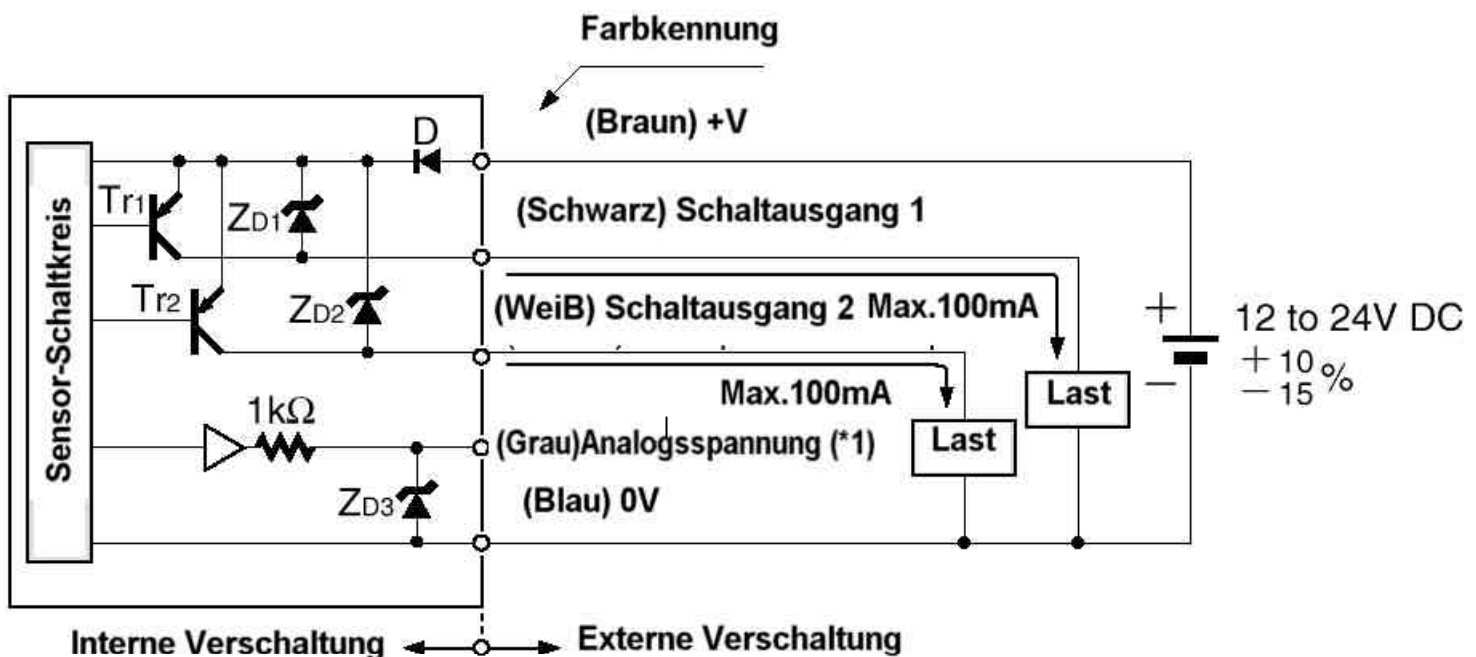 Farbkennung
(Braun) +V
D
Tr1
ZD1
(Schwarz) Schaltausgang 1
Sensor-Schaltkreis
Tr2
ZD2
(WeiB) Schaltausgang 2 Max.100mA
+
12 to 24V DC
+ 10
− 15 %
−
Max.100mA
Last
Last
1kΩ
(Grau)Analogsspannung (*1)
ZD3
(Blau) 0V
Interne Verschaltung
Externe Verschaltung